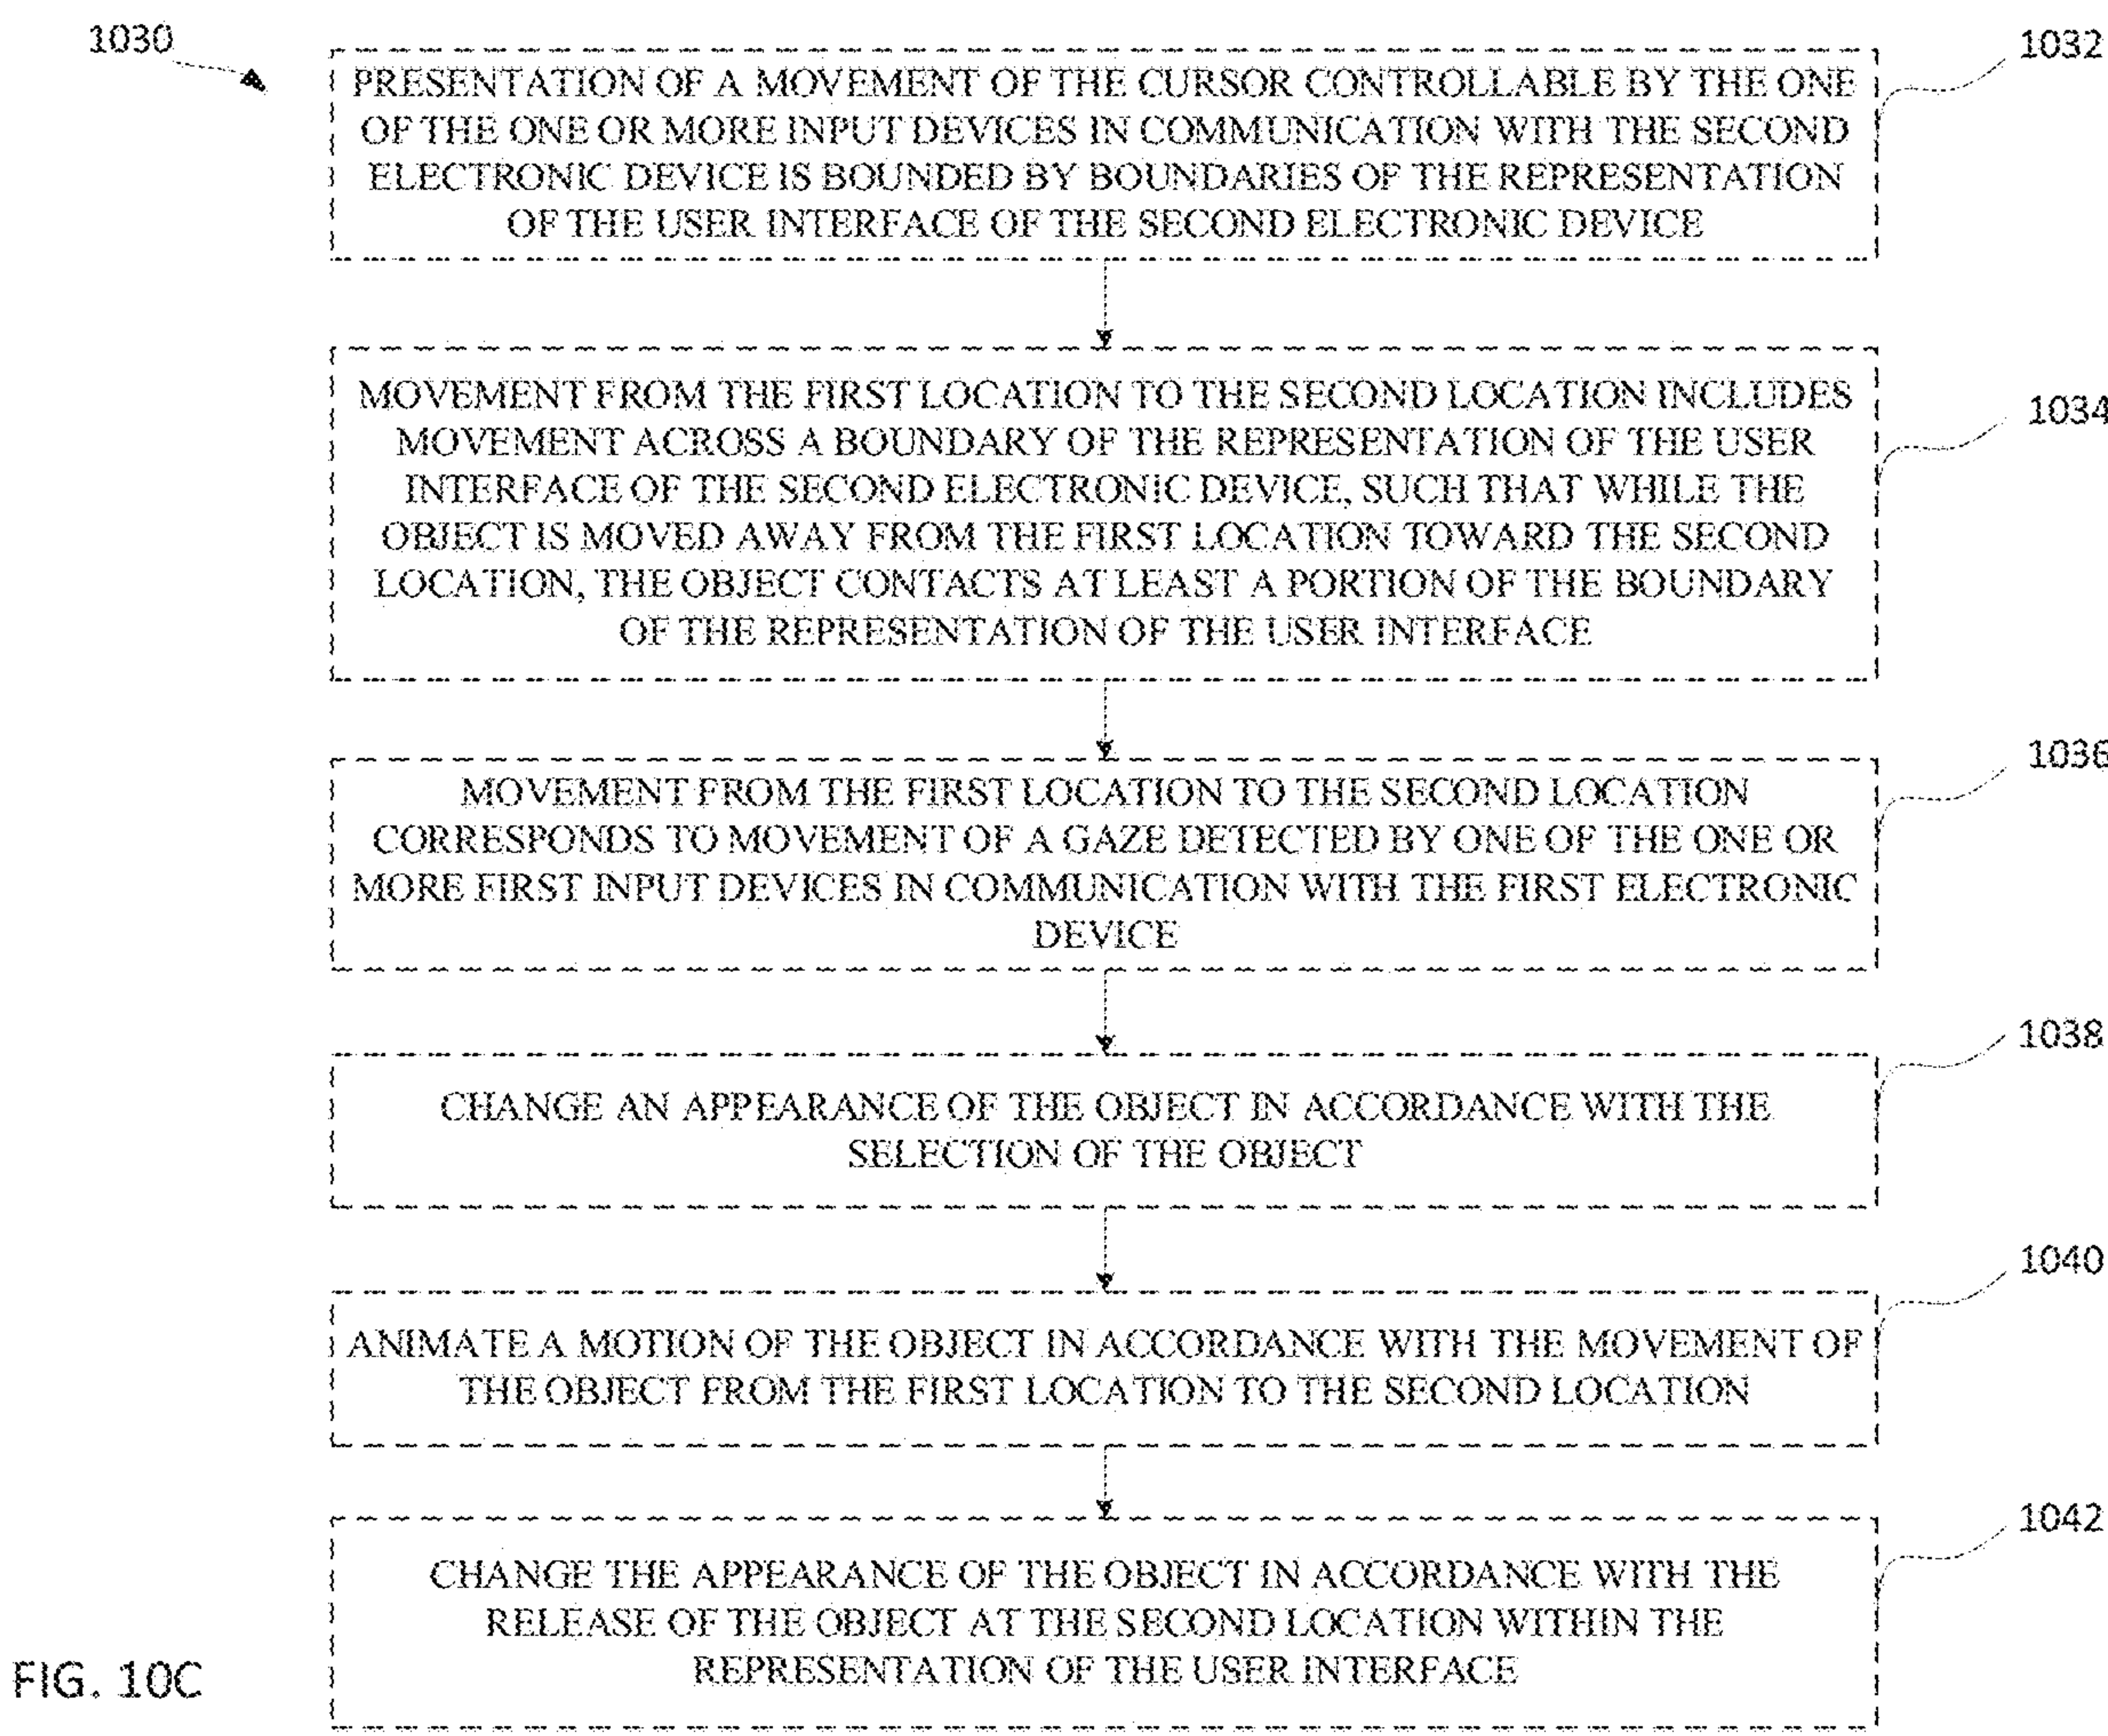 1030
1032
PRESENTATION OF A MOVEMENT OF THE CURSOR CONTROLLABLE BY THE ONE
OF THE ONE OR MORE INPUT DEVICES IN COMMUNICATION WITH THE SECOND
ELECTRONIC DEVICE IS BOUNDED BY BOUNDARIES OF THE REPRESENTATION
OF THE USER INTERFACE OF THE SECOND ELECTRONIC DEVICE
1034
MOVEMENT FROM THE FIRST LOCATION TO THE SECOND LOCATION INCLUDES
MOVEMENT ACROSS A BOUNDARY OF THE REPRESENTATION OF THE USER
INTERFACE OF THE SECOND ELECTRONIC DEVICE, SUCH THAT WHILE THE
OBJECT IS MOVED AWAY FROM THE FIRST LOCATION TOWARD THE SECOND
LOCATION, THE OBJECT CONTACTS AT LEAST A PORTION OF THE BOUNDARY
OF THE REPRESENTATION OF THE USER INTERFACE
1036
MOVEMENT FROM THE FIRST LOCATION TO THE SECOND LOCATION
CORRESPONDS TO MOVEMENT OF A GAZE DETECTED BY ONE OF THE ONE OR
MORE FIRST INPUT DEVICES IN COMMUNICATION WITH THE FIRST ELECTRONIC
DEVICE
1038
CHANGE AN APPEARANCE OF THE OBJECT IN ACCORDANCE WITH THE
SELECTION OF THE OBJECT
1040
ANIMATE A MOTION OF THE OBJECT IN ACCORDANCE WITH THE MOVEMENT OF
THE OBJECT FROM THE FIRST LOCATION TO THE SECOND LOCATION
1042
CHANGE THE APPEARANCE OF THE OBJECT IN ACCORDANCE WITH THE
RELEASE OF THE OBJECT AT THE SECOND LOCATION WITHIN THE
REPRESENTATION OF THE USER INTERFACE
FIG. 10C